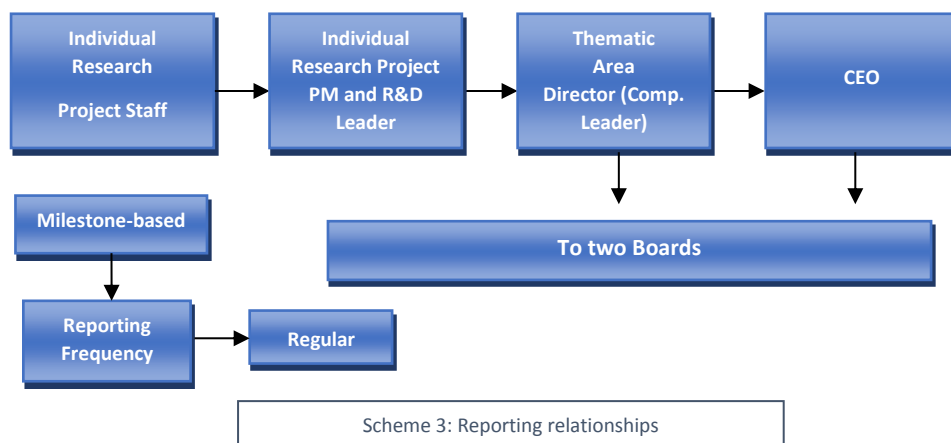 Individual
Research
Project Staff
Individual
Research Project
PM and R&D
Leader
Thematic
Area
Director (Comp.
Leader)
CEO
Milestone-based
To two Boards
Reporting
Frequency
Regular
Scheme 3: Reporting relationships